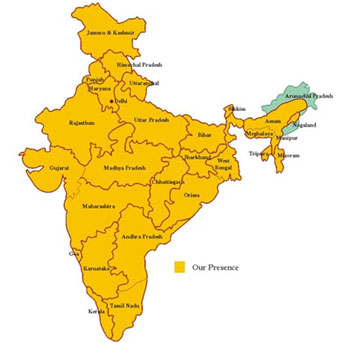 Jammu & Kashmir
Himachal Pradesh
Punjab
Uttaranchal
Haryana
Delhi
Arunachal Pradesh
Rajasthan
Uttar Pradesh
Sikkim
Assam
Nagaland
Bihar
Meghalaya
Manipur
Tripura
Mizoram
Gujarat
Madhya Pradesh
Jharkhand
West
Bengal
Chhattisgarh
Orissa
Maharashtra
Andhra Pradesh
Goa
Karnataka
Our Presence
Kerala
Tamil Nadu